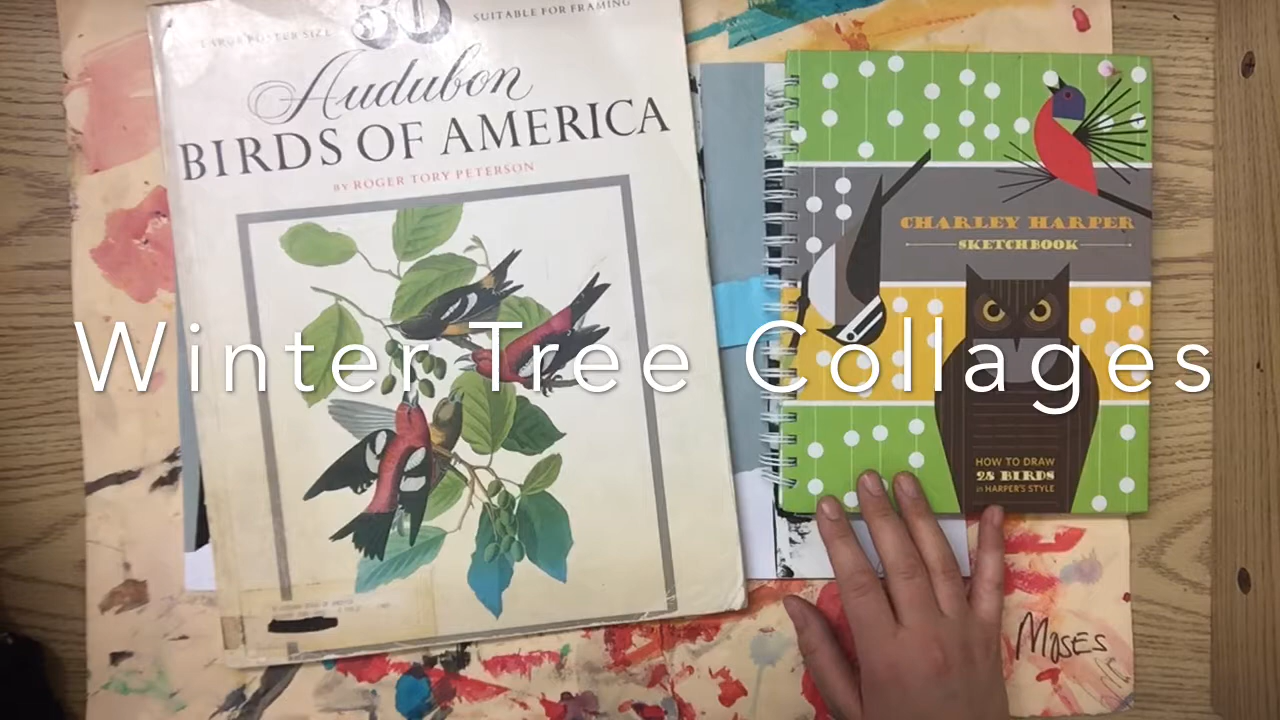 50
LARGE POSTER SIZE
SUITABLE FOR FRAMING
Audubon
BIRDS OF AMERICA
BY ROGER TORY PETERSON
CHARLEY HARPER
SKETCHBOOK
Winter Tree Collages
HOW TO DRAW
28 BIRDS
in HARPER'S STYLE
MOSES